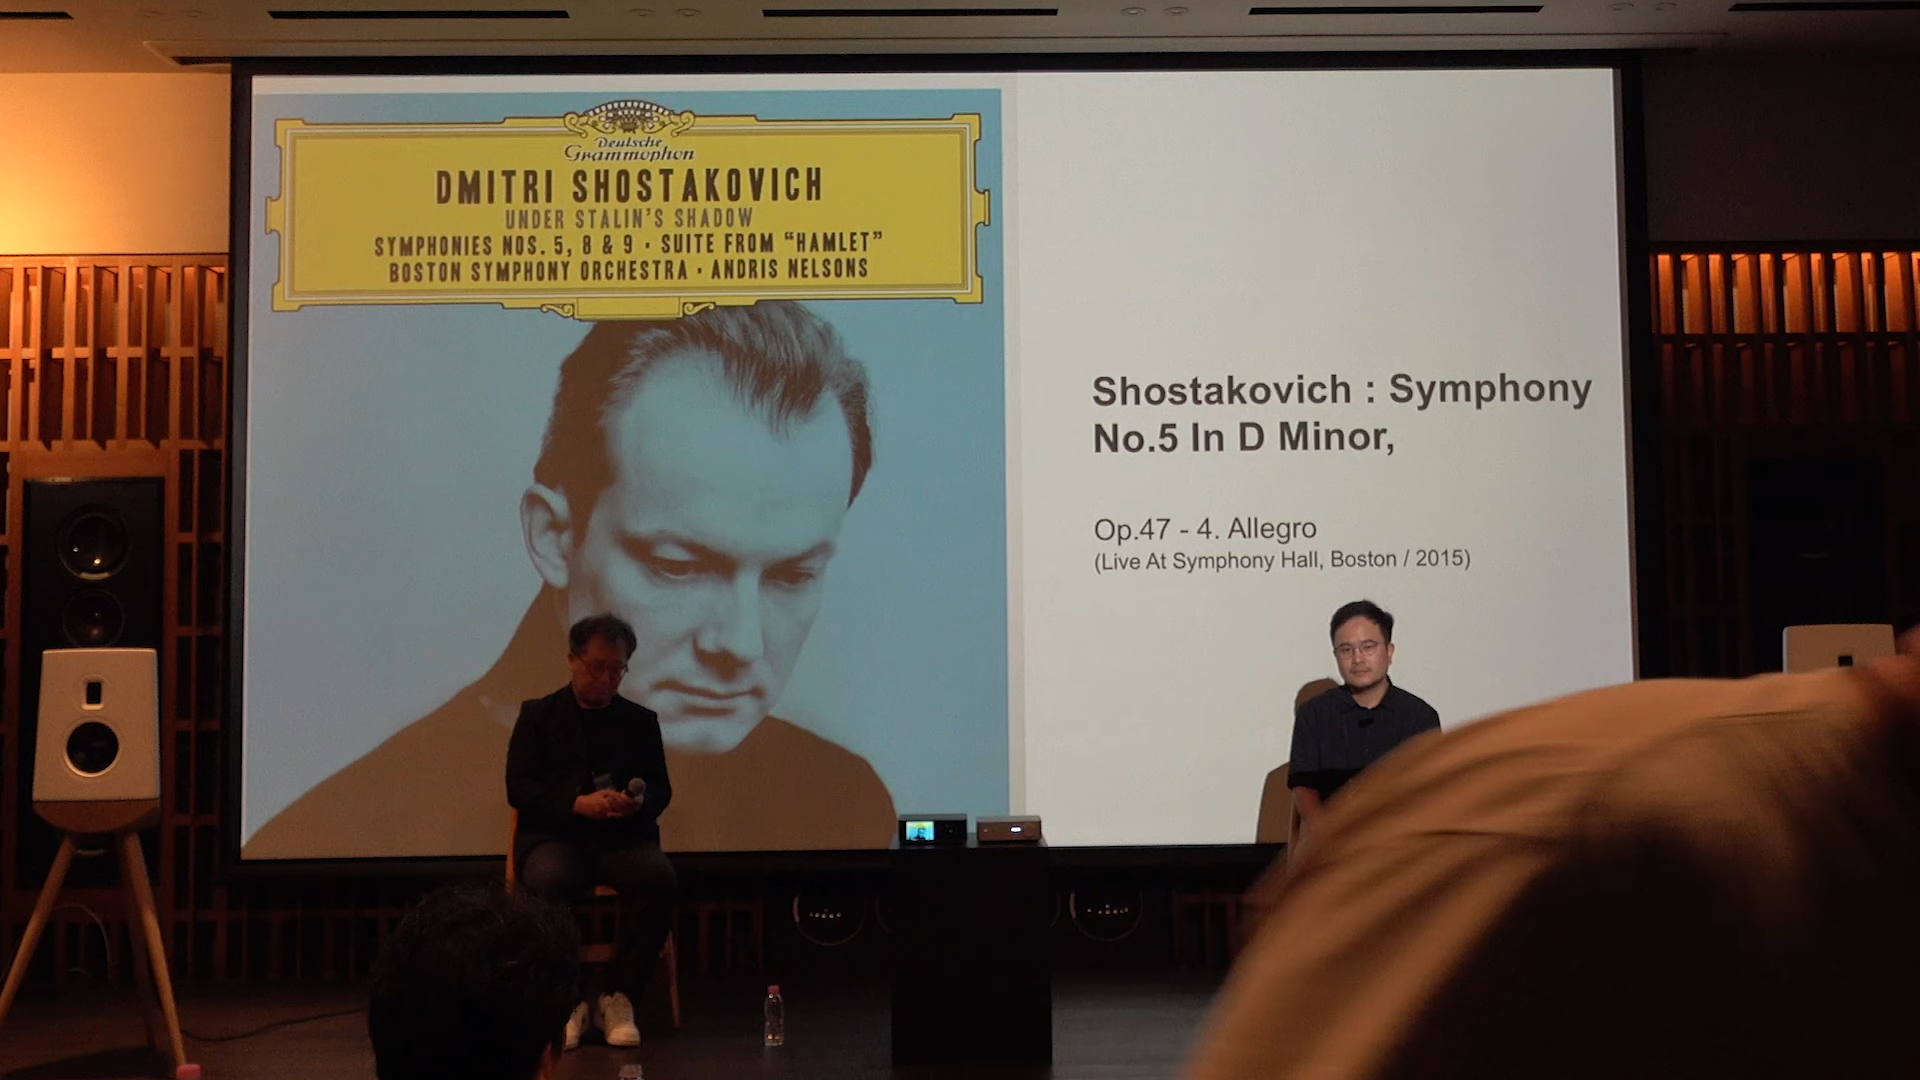 Deutsche
Grammophon
DMITRI SHOSTAKOVICH
UNDER STALIN'S SHADOW
SYMPHONIES NOS. 5, 8 & 9 · SUITE FROM "HAMLET"
BOSTON SYMPHONY ORCHESTRA · ANDRIS NELSONS
Shostakovich : Symphony
No.5 In D Minor,
Op.47 - 4. Allegro
(Live At Symphony Hall, Boston / 2015)